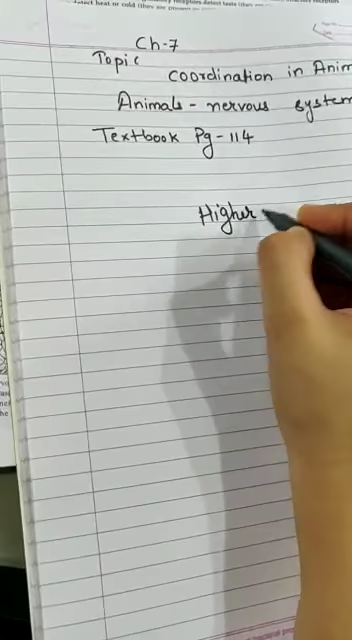 Ch-7
Topic
coordination in Anim
Animals - nervous system
Textbook Pg-114
Higher